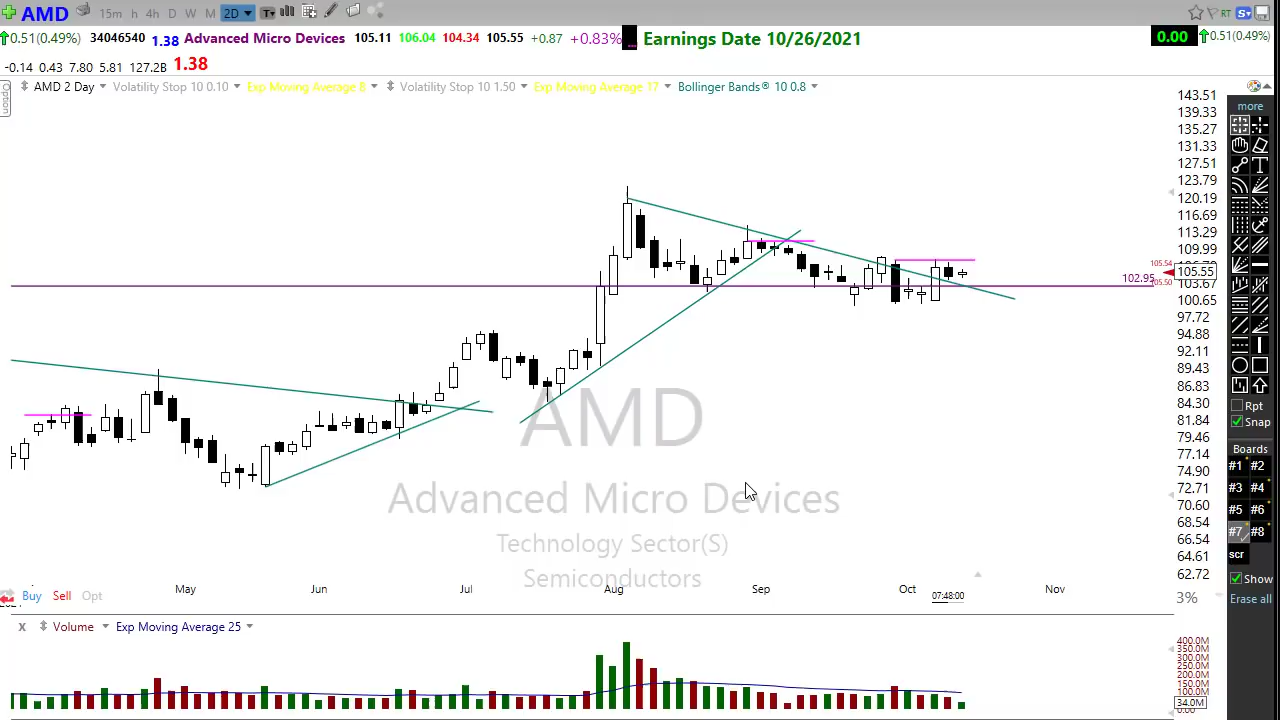 AMD 15m h 4h D W M 2D T RT S
0.51(0.49%) 34046540 1.38 Advanced Micro Devices 105.11 106.04 104.34 105.55 +0.87 +0.83% Earnings Date 10/26/2021 0.00 0.51(0.49%)
-0.14 0.43 7.80 5.81 127.2B 1.38
Option
AMD 2 Day Volatility Stop 10 0.10 Exp Moving Average 8 Volatility Stop 10 1.50 Exp Moving Average 17 Bollinger Bands® 10 0.8
143.51
139.33
135.27
131.33
127.51
123.79
120.19
116.69
113.29
109.99
105.54
105.55
102.95
105.50
103.67
100.65
97.72
94.88
92.11
89.43
86.83
84.30
81.84
79.46
77.14
74.90
72.71
70.60
68.54
66.54
64.61
62.72
more
T
Rpt
Snap
Boards
#1 #2
#3 #4
#5 #6
#7 #8
scr
Show
Erase all
AMD
Advanced Micro Devices
Technology Sector(S)
Semiconductors
May Jun Jul Aug Sep Oct Nov
07:48:00
Buy Sell Opt
3%
X Volume Exp Moving Average 25
400.0M
350.0M
300.0M
250.0M
200.0M
150.0M
100.0M
34.0M